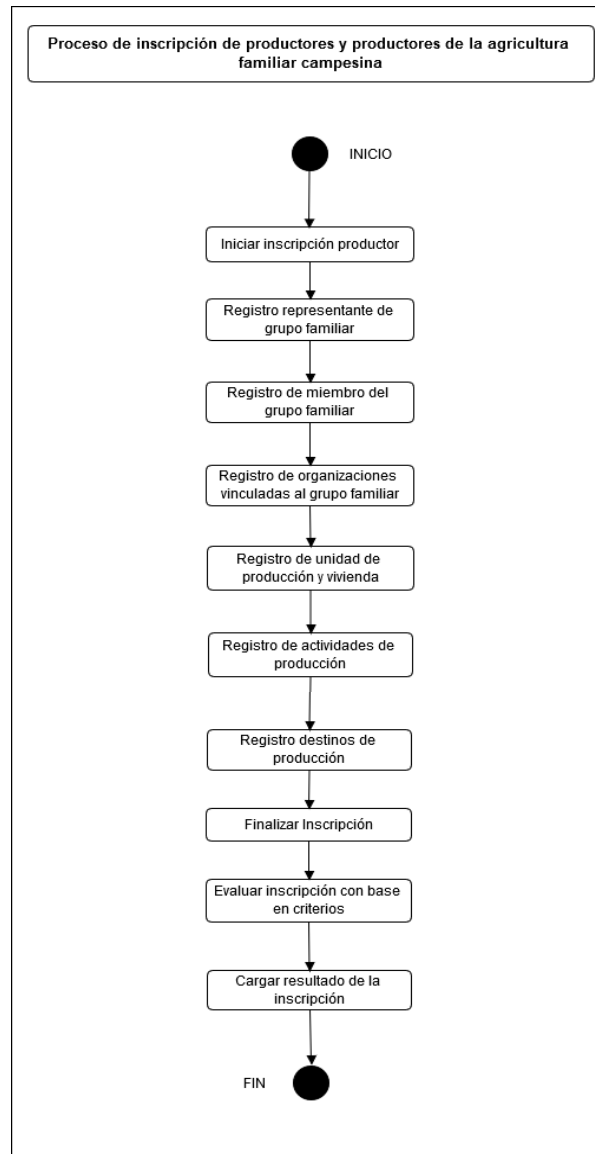 Proceso de inscripción de productores y productores de la agricultura
familiar campesina
INICIO
Iniciar inscripción productor
Registro representante de
grupo familiar
Registro de miembro del
grupo familiar
Registro de organizaciones
vinculadas al grupo familiar
Registro de unidad de
producción y vivienda
Registro de actividades de
producción
Registro destinos de
producción
Finalizar Inscripción
Evaluar inscripción con base
en criterios
Cargar resultado de la
inscripción
FIN